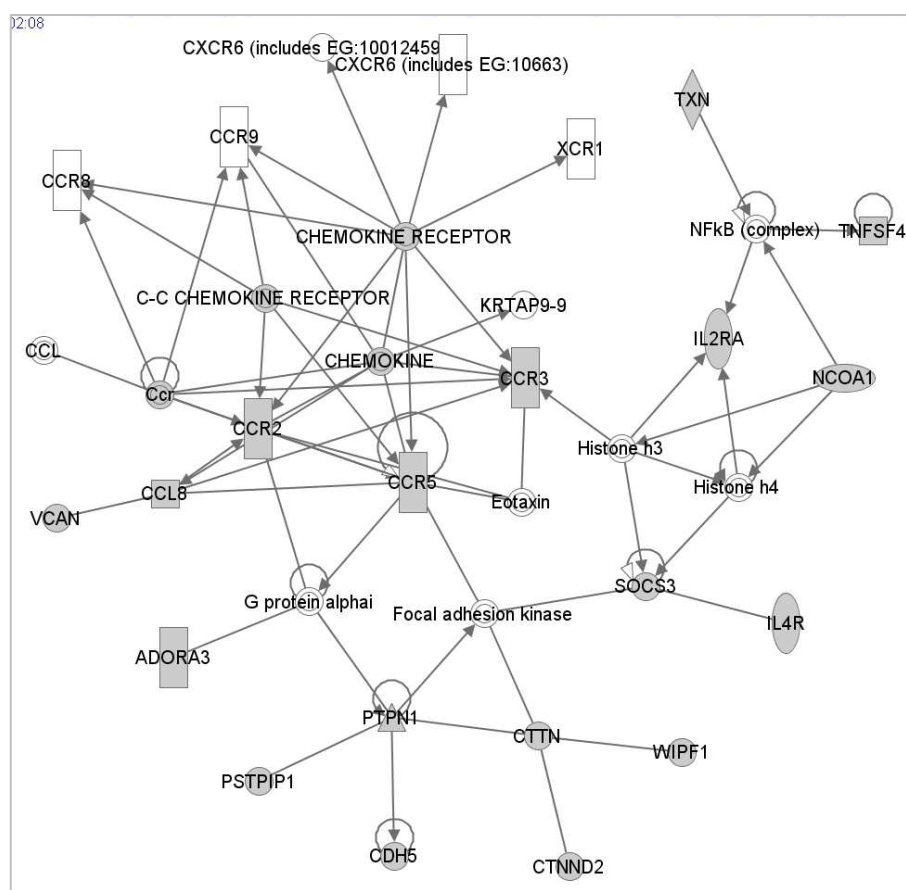 02:08
CXCR6 (includes EG:10012459
CXCR6 (includes EG:10663)
TXN
CCR9
XCR1
CCR8
NFkB (complex)
TNFSF4
CHEMOKINE RECEPTOR
C-C CHEMOKINE RECEPTOR
KRTAP9-9
IL2RA
CCL
CHEMOKINE
CCR3
NCOA1
Ccr
CCR2
Histone h3
CCR5
Histone h4
CCL8
Eotaxin
VCAN
SOCS3
G protein alphai
Focal adhesion kinase
IL4R
ADORA3
PTPN1
CTTN
WIPF1
PSTPIP1
CDH5
CTNND2